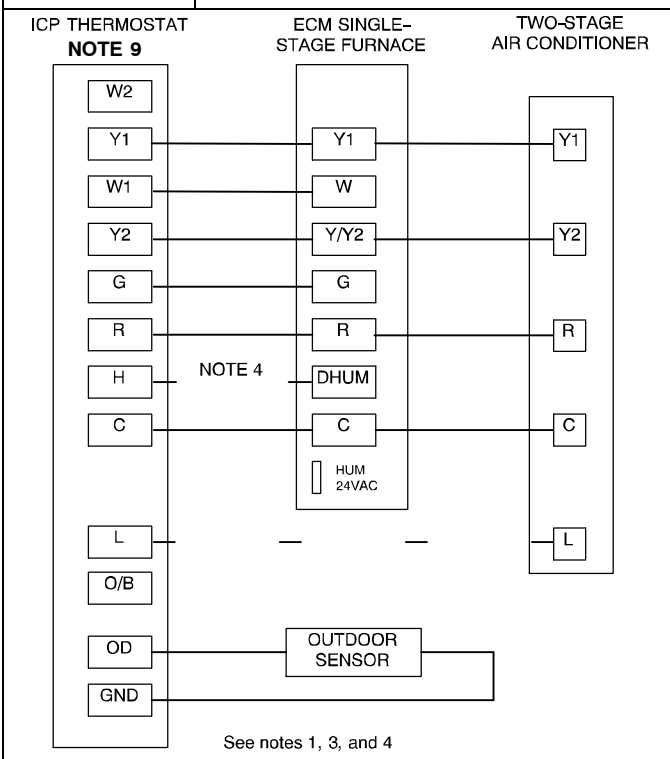 ICP THERMOSTAT
NOTE 9
ECM SINGLE-
STAGE FURNACE
TWO-STAGE
AIR CONDITIONER
W2
Y1
Y1
Y1
W1
W
Y2
Y/Y2
Y2
G
G
R
R
R
H
NOTE 4
DHUM
C
C
C
HUM
24VAC
L
L
O/B
OD
OUTDOOR
SENSOR
GND
See notes 1, 3, and 4